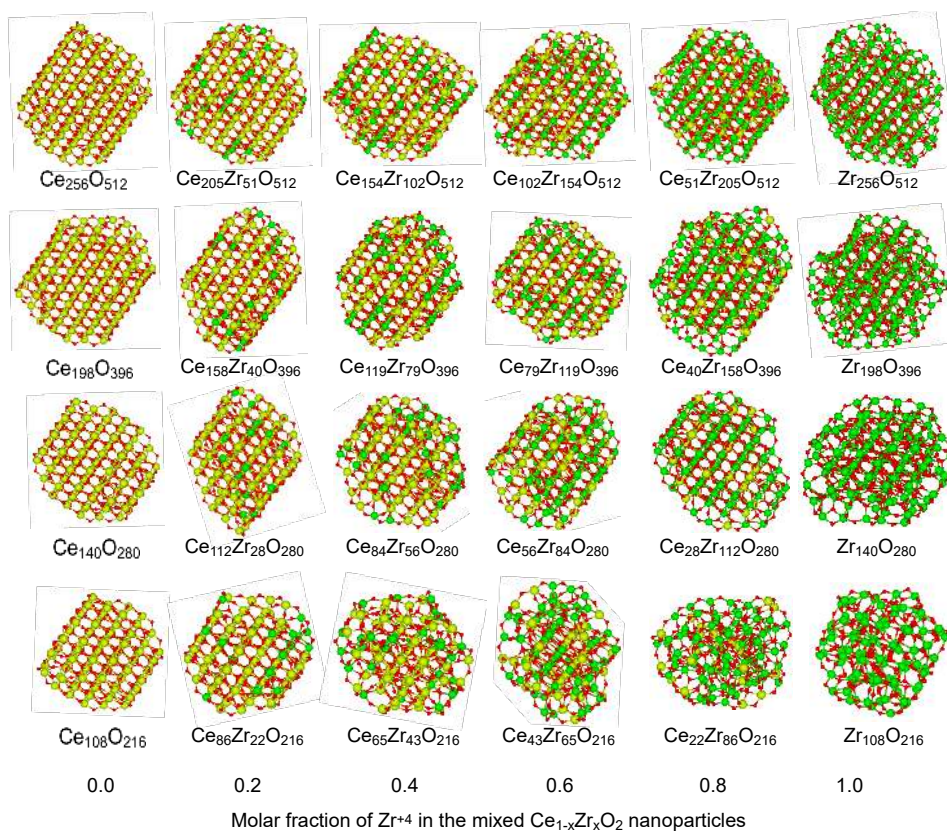 Ce₂₅₆O₅₁₂ Ce₂₀₅Zr₅₁O₅₁₂ Ce₁₅₄Zr₁₀₂O₅₁₂ Ce₁₀₂Zr₁₅₄O₅₁₂ Ce₅₁Zr₂₀₅O₅₁₂ Zr₂₅₆O₅₁₂
Ce₁₉₈O₃₉₆ Ce₁₅₈Zr₄₀O₃₉₆ Ce₁₁₉Zr₇₉O₃₉₆ Ce₇₉Zr₁₁₉O₃₉₆ Ce₄₀Zr₁₅₈O₃₉₆ Zr₁₉₈O₃₉₆
Ce₁₄₀O₂₈₀ Ce₁₁₂Zr₂₈O₂₈₀ Ce₈₄Zr₅₆O₂₈₀ Ce₅₆Zr₈₄O₂₈₀ Ce₂₈Zr₁₁₂O₂₈₀ Zr₁₄₀O₂₈₀
Ce₁₀₈O₂₁₆ Ce₈₆Zr₂₂O₂₁₆ Ce₆₅Zr₄₃O₂₁₆ Ce₄₃Zr₆₅O₂₁₆ Ce₂₂Zr₈₆O₂₁₆ Zr₁₀₈O₂₁₆
0.0 0.2 0.4 0.6 0.8 1.0
Molar fraction of Zr⁺⁴ in the mixed Ce₁₋ₓZrₓO₂ nanoparticles